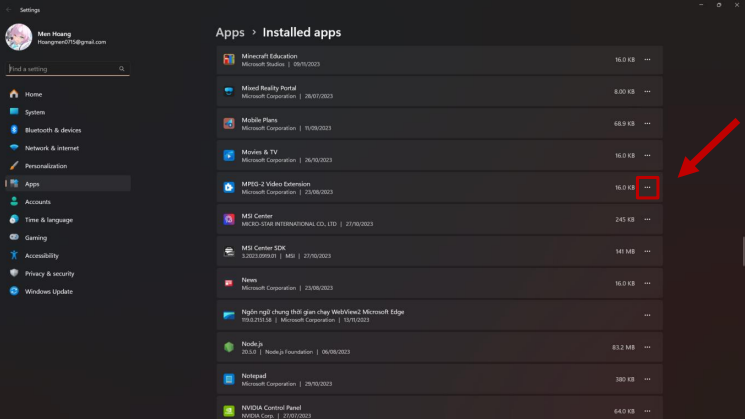 Settings
Men Hoang
Hoangmen0715@gmail.com
Find a setting
Home
System
Bluetooth & devices
Network & internet
Personalization
Apps
Accounts
Time & language
Gaming
Accessibility
Privacy & security
Windows Update
Apps > Installed apps
Minecraft Education
Microsoft Studios | 09/11/2023
16.0 KB
Mixed Reality Portal
Microsoft Corporation | 26/07/2023
8.00 KB
Mobile Plans
Microsoft Corporation | 11/09/2023
68.9 KB
Movies & TV
Microsoft Corporation | 26/10/2023
16.0 KB
MPEG-2 Video Extension
Microsoft Corporation | 23/08/2023
16.0 KB
MSI Center
MICRO-STAR INTERNATIONAL CO., LTD | 27/10/2023
245 KB
MSI Center SDK
3.2023.0919.01 | MSI | 27/10/2023
141 MB
News
Microsoft Corporation | 23/08/2023
16.0 KB
Ngôn ngữ chung thời gian chạy WebView2 Microsoft Edge
119.0.2151.58 | Microsoft Corporation | 13/11/2023
Node.js
20.5.0 | Node.js Foundation | 06/08/2023
83.2 MB
Notepad
Microsoft Corporation | 29/10/2023
380 KB
NVIDIA Control Panel
NVIDIA Corp. | 27/07/2023
64.0 KB